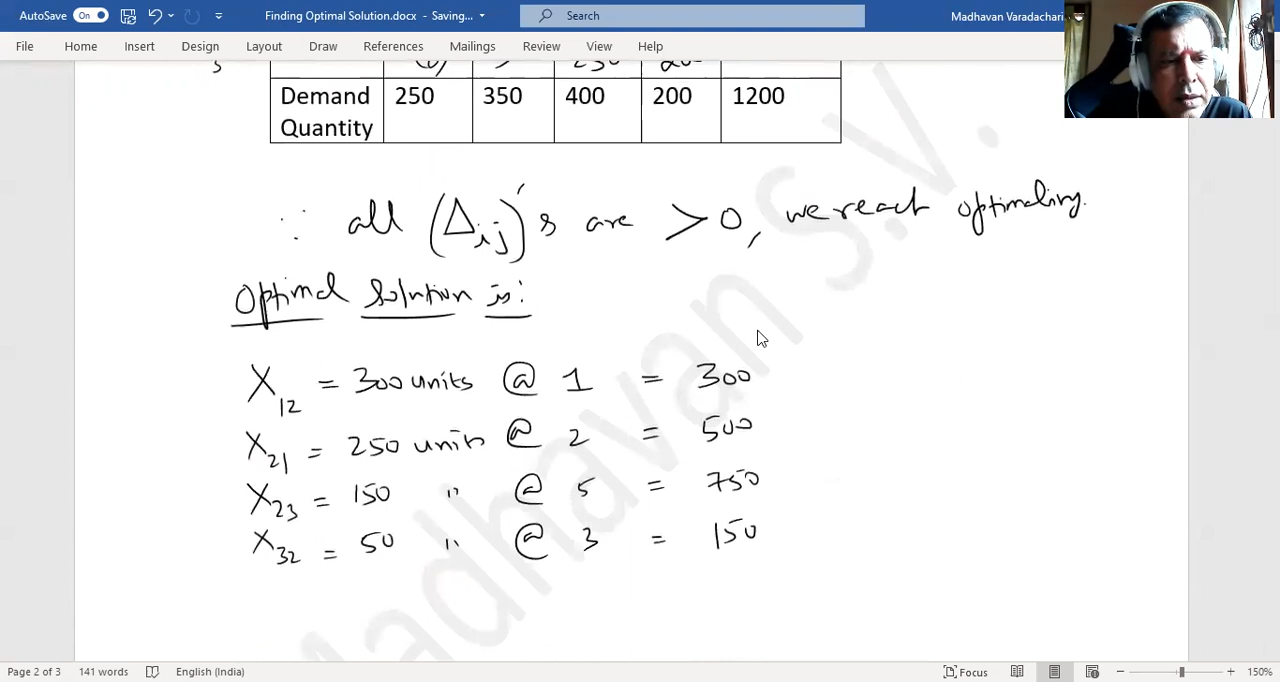 AutoSave On Finding Optimal Solution.docx - Saving... Search Madhavan Varadachari
File Home Insert Design Layout Draw References Mailings Review View Help
Demand Quantity 250 350 400 200 1200
∵ all (Δij)'s are > 0, we reach optimality.
Optimal Solution is:
X12 = 300 units @ 1 = 300
X21 = 250 units @ 2 = 500
X23 = 150 " @ 5 = 750
X32 = 50 " @ 3 = 150
Madhavan S.V.
Page 2 of 3 141 words English (India) Focus 150%